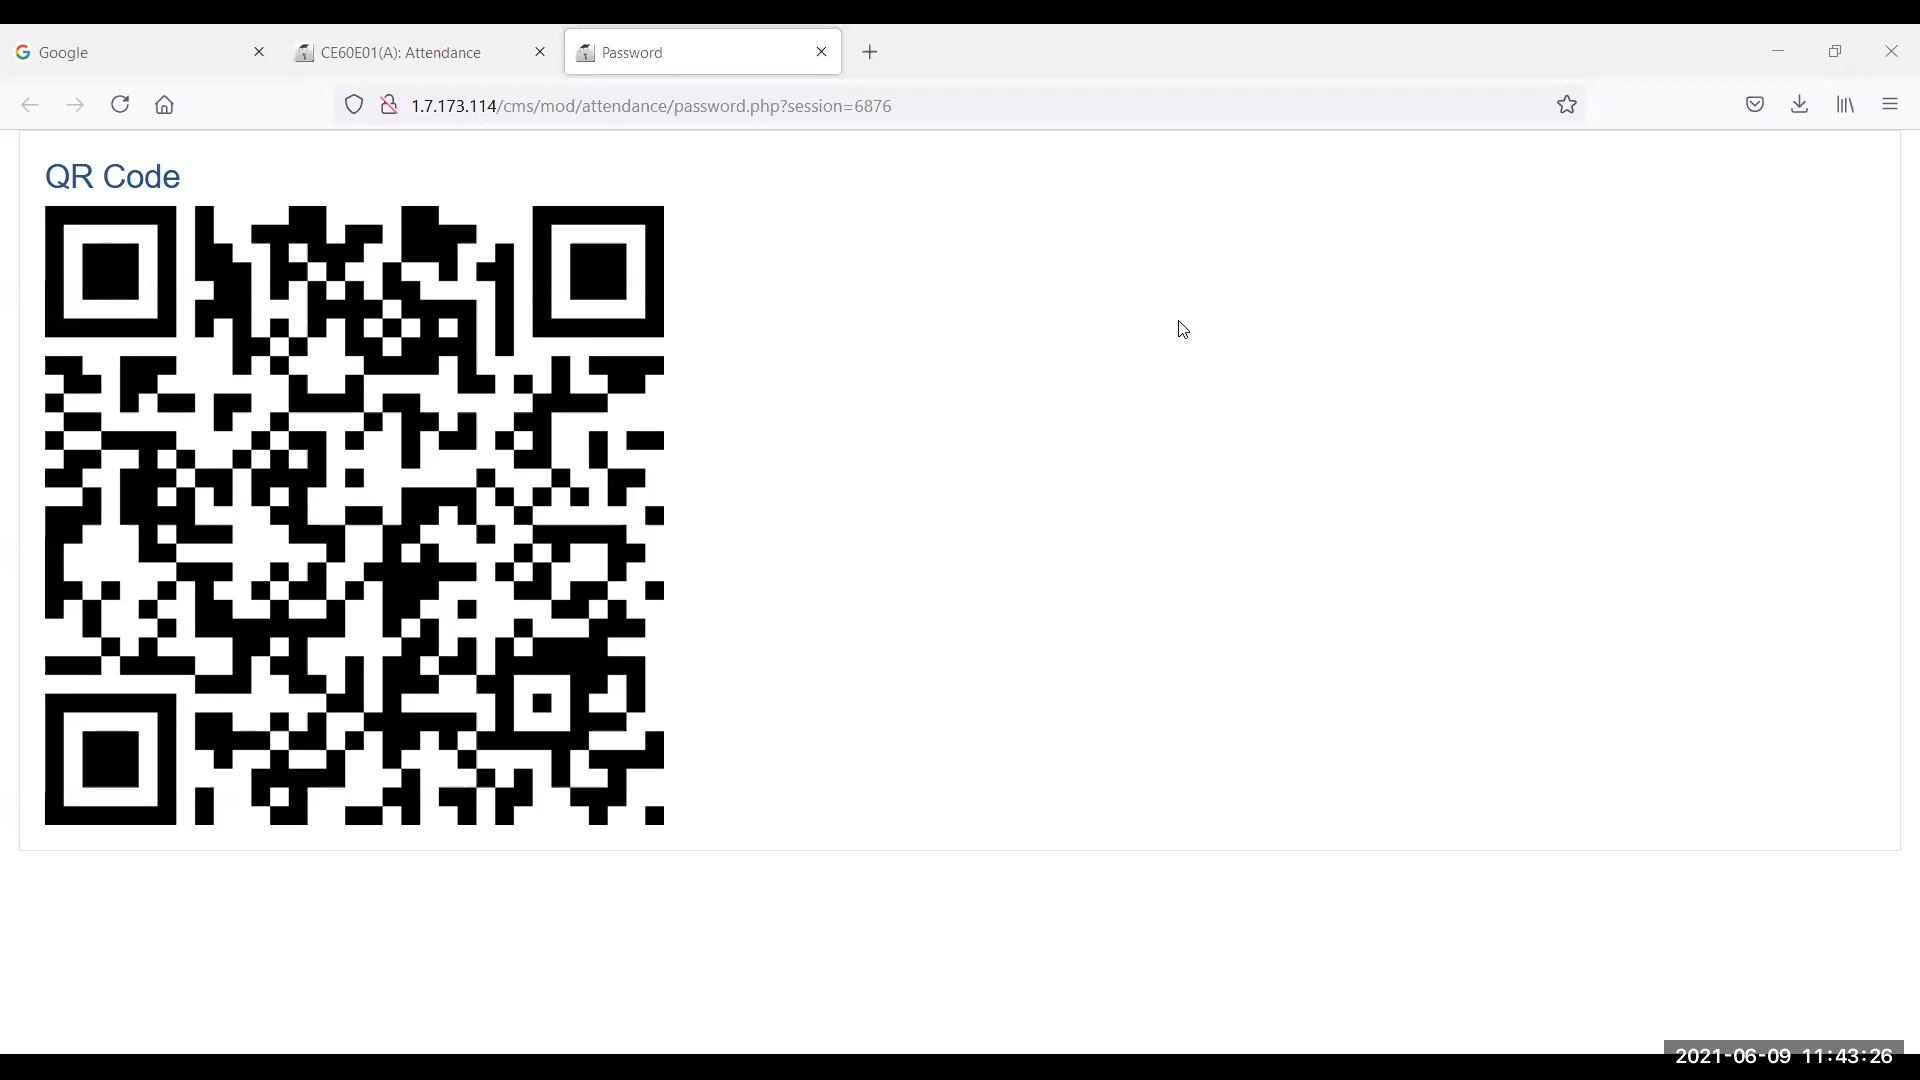 Google
CE60E01(A): Attendance
Password
1.7.173.114/cms/mod/attendance/password.php?session=6876
QR Code
2021-06-09 11:43:26